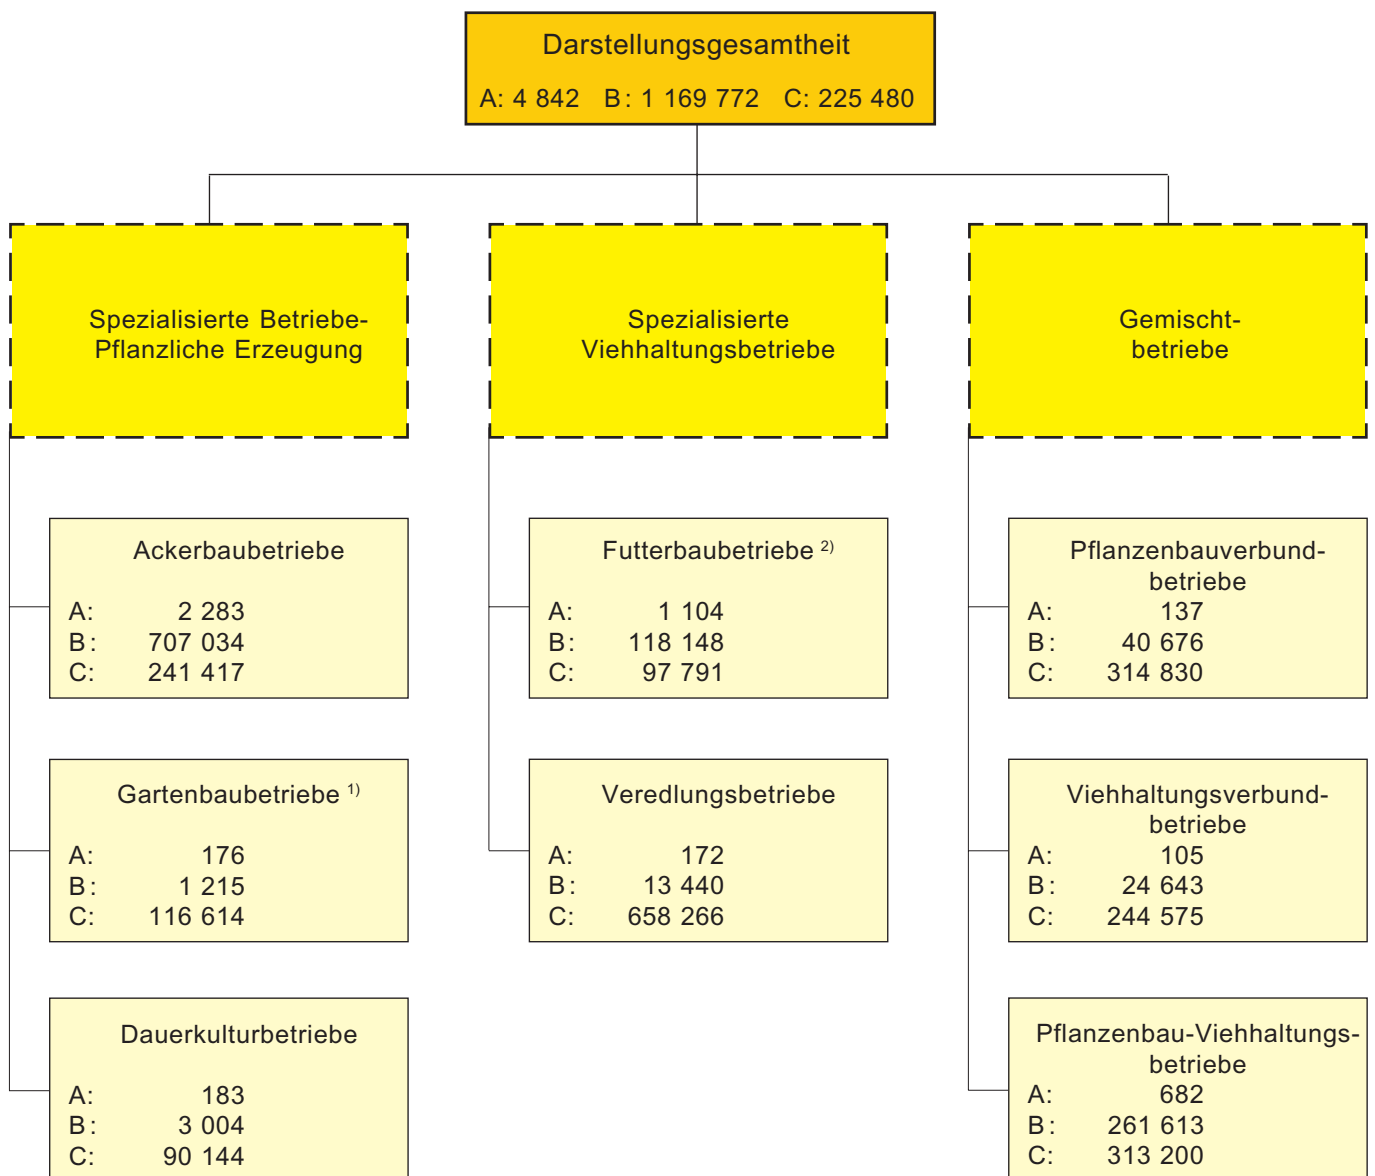 Darstellungsgesamtheit
A: 4 842 B: 1 169 772 C: 225 480
Spezialisierte Betriebe-
Pflanzliche Erzeugung
Spezialisierte
Viehhaltungsbetriebe
Gemischt-
betriebe
Ackerbaubetriebe
A: 2 283
B: 707 034
C: 241 417
Futterbaubetriebe 2)
A: 1 104
B: 118 148
C: 97 791
Pflanzenbauverbund-
betriebe
A: 137
B: 40 676
C: 314 830
Gartenbaubetriebe 1)
A: 176
B: 1 215
C: 116 614
Veredlungsbetriebe
A: 172
B: 13 440
C: 658 266
Viehhaltungsverbund-
betriebe
A: 105
B: 24 643
C: 244 575
Dauerkulturbetriebe
A: 183
B: 3 004
C: 90 144
Pflanzenbau-Viehhaltungs-
betriebe
A: 682
B: 261 613
C: 313 200